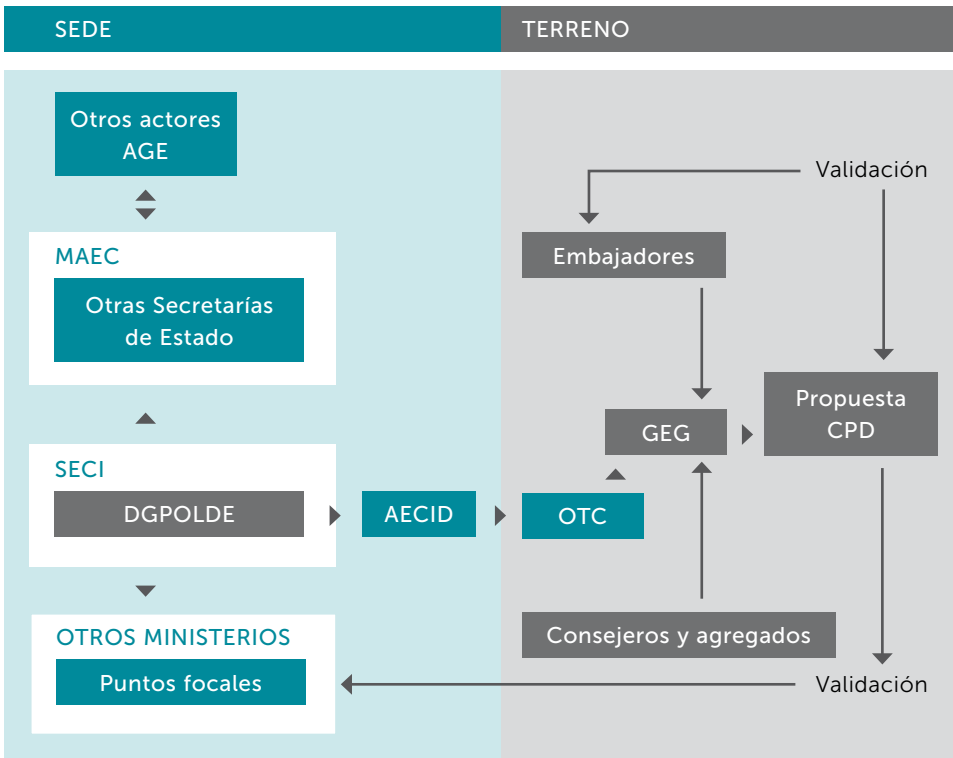 SEDE
TERRENO
Otros actores
AGE
MAEC
Otras Secretarías
de Estado
SECI
DGPOLDE
AECID
OTROS MINISTERIOS
Puntos focales
Validación
Embajadores
GEG
Propuesta
CPD
OTC
Consejeros y agregados
Validación